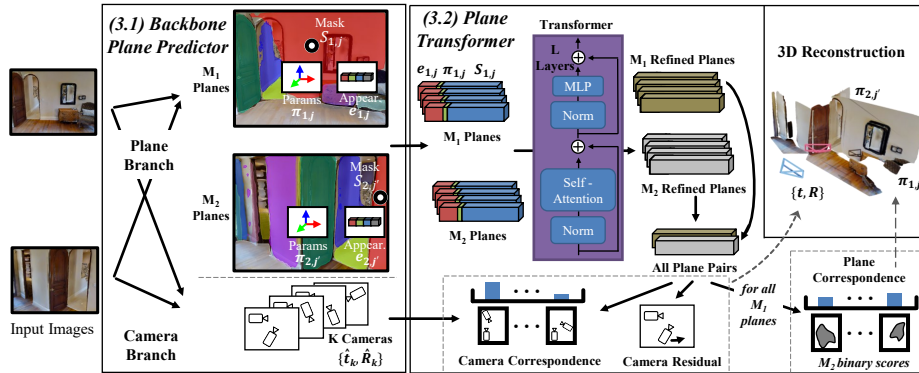 (3.1) Backbone
Plane Predictor
Input Images
Plane
Branch
Camera
Branch
M1
Planes
Mask
S1,j
Params
π1,j
Appear.
e1,j
M2
Planes
Mask
S2,j′
Params
π2,j′
Appear.
e2,j′
K Cameras
{t̂k, R̂k}
(3.2) Plane
Transformer
e1,j π1,j S1,j
M1 Planes
M2 Planes
Transformer
L
Layers
MLP
Norm
Self -
Attention
Norm
M1 Refined Planes
M2 Refined Planes
All Plane Pairs
Camera Correspondence
Camera Residual
for all
M1
planes
3D Reconstruction
π2,j′
π1,j
{t, R}
Plane
Correspondence
M2 binary scores